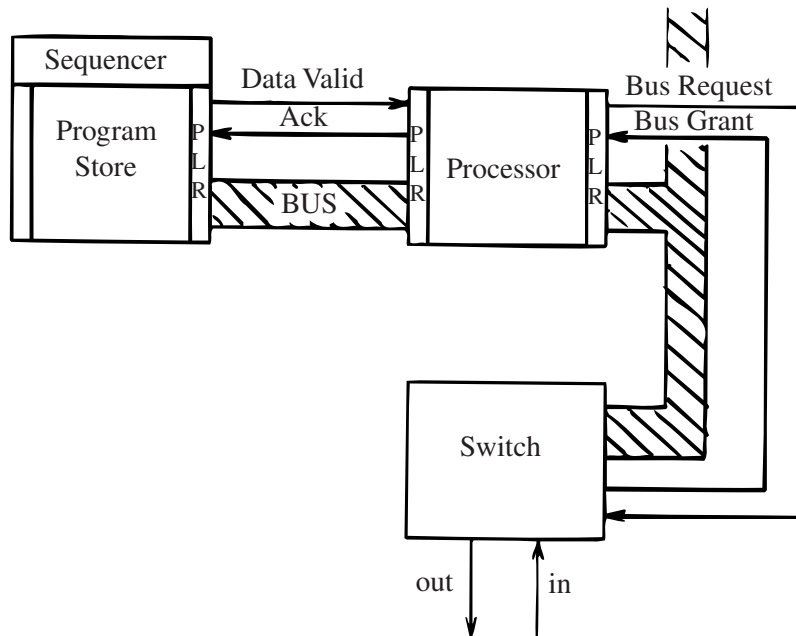 Sequencer
Program
Store
P
L
R
Data Valid
Ack
BUS
P
L
R
Processor
P
L
R
Bus Request
Bus Grant
Switch
out
in